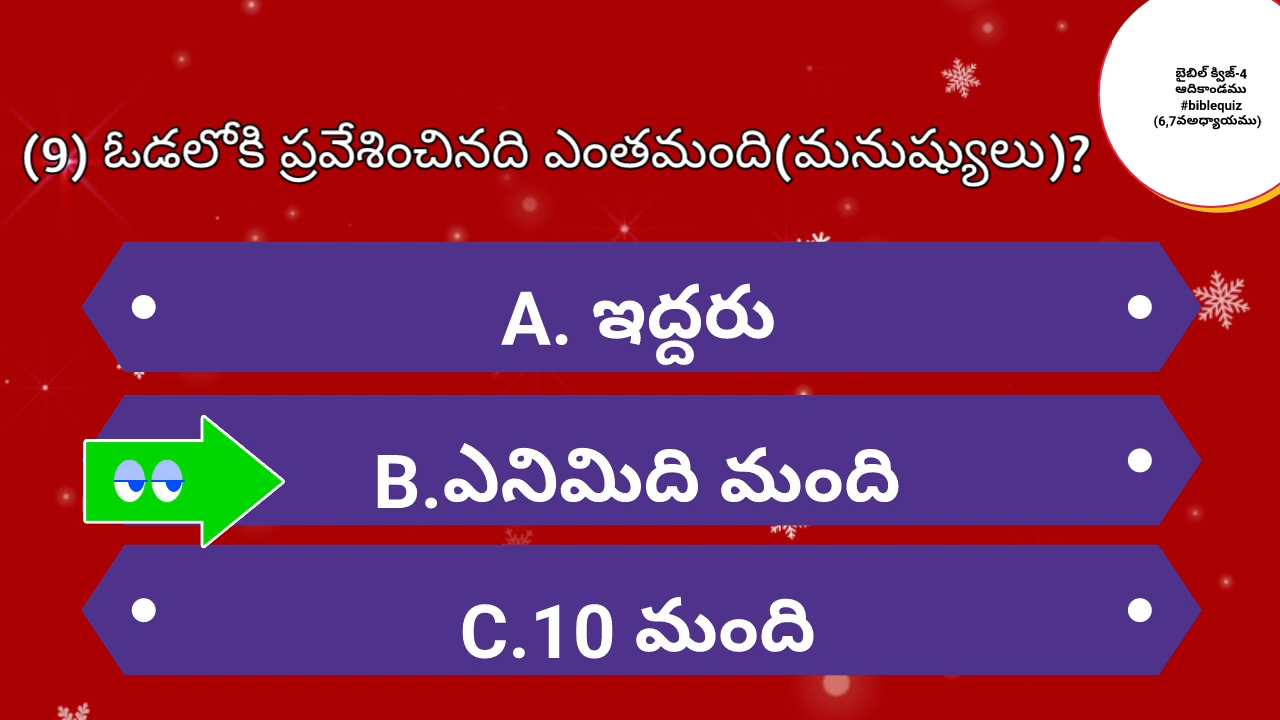 బైబిల్ క్విజ్-4
ఆదికాండము
#biblequiz
(6,7వఅధ్యాయము)
(9) ఓడలోకి ప్రవేశించినది ఎంతమంది(మనుష్యులు)?
A. ఇద్దరు
B.ఎనిమిది మంది
C.10 మంది